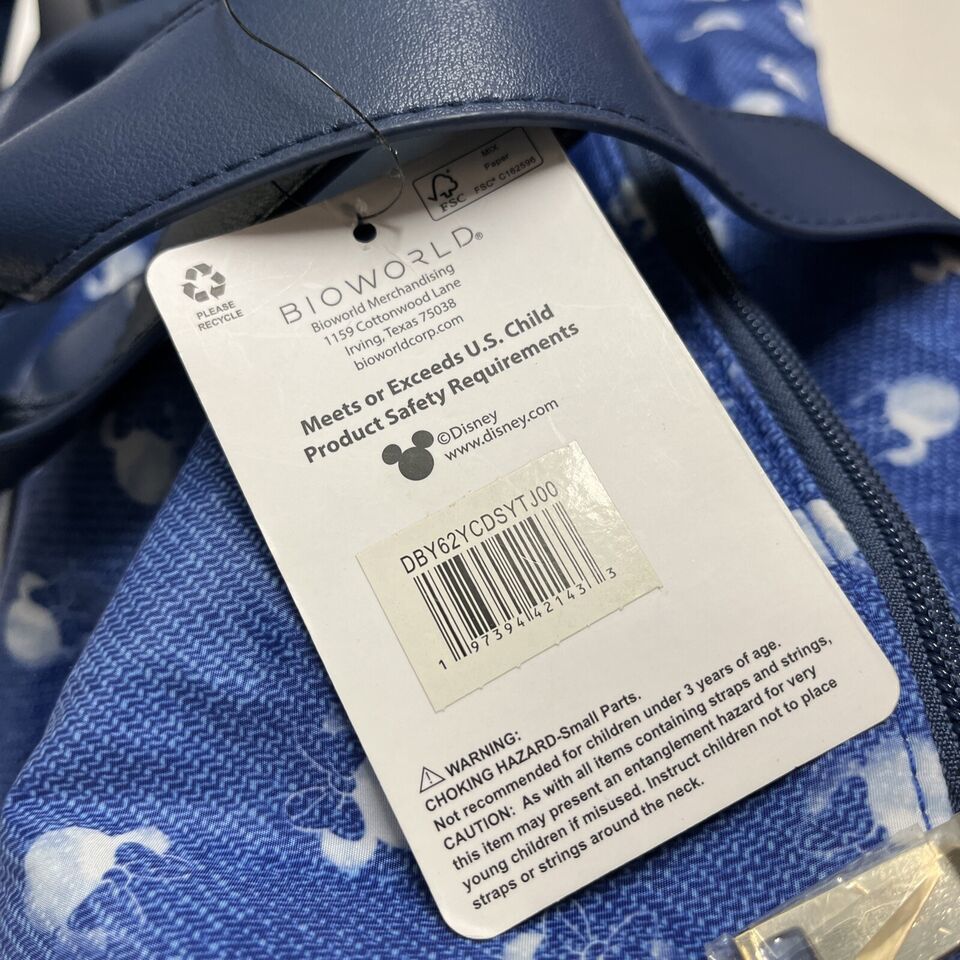 MIX
Paper
FSC® C162596
FSC
PLEASE
RECYCLE
BIOWORLD®
Bioworld Merchandising
1159 Cottonwood Lane
Irving, Texas 75038
bioworldcorp.com
Meets or Exceeds U.S. Child
Product Safety Requirements
©Disney
www.disney.com
DBY62YCDSYTJ00
1 97394 42143 3
WARNING:
CHOKING HAZARD-Small Parts.
Not recommended for children under 3 years of age.
CAUTION: As with all items containing straps and strings,
this item may present an entanglement hazard for very
young children if misused. Instruct children not to place
straps or strings around the neck.